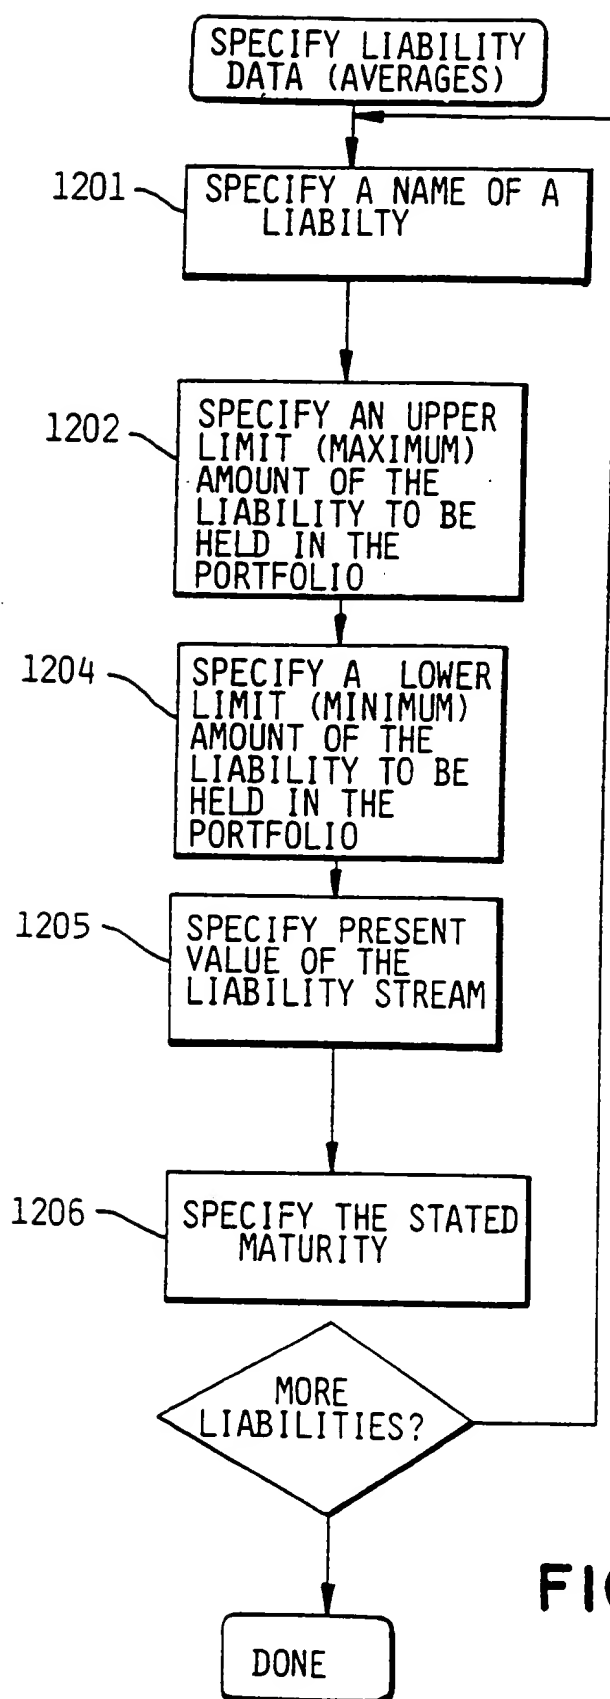 SPECIFY LIABILITY
DATA (AVERAGES)
1201
SPECIFY A NAME OF A
LIABILTY
1202
SPECIFY AN UPPER
LIMIT (MAXIMUM)
AMOUNT OF THE
LIABILITY TO BE
HELD IN THE
PORTFOLIO
1204
SPECIFY A LOWER
LIMIT (MINIMUM)
AMOUNT OF THE
LIABILITY TO BE
HELD IN THE
PORTFOLIO
1205
SPECIFY PRESENT
VALUE OF THE
LIABILITY STREAM
1206
SPECIFY THE STATED
MATURITY
MORE
LIABILITIES?
FIG
DONE